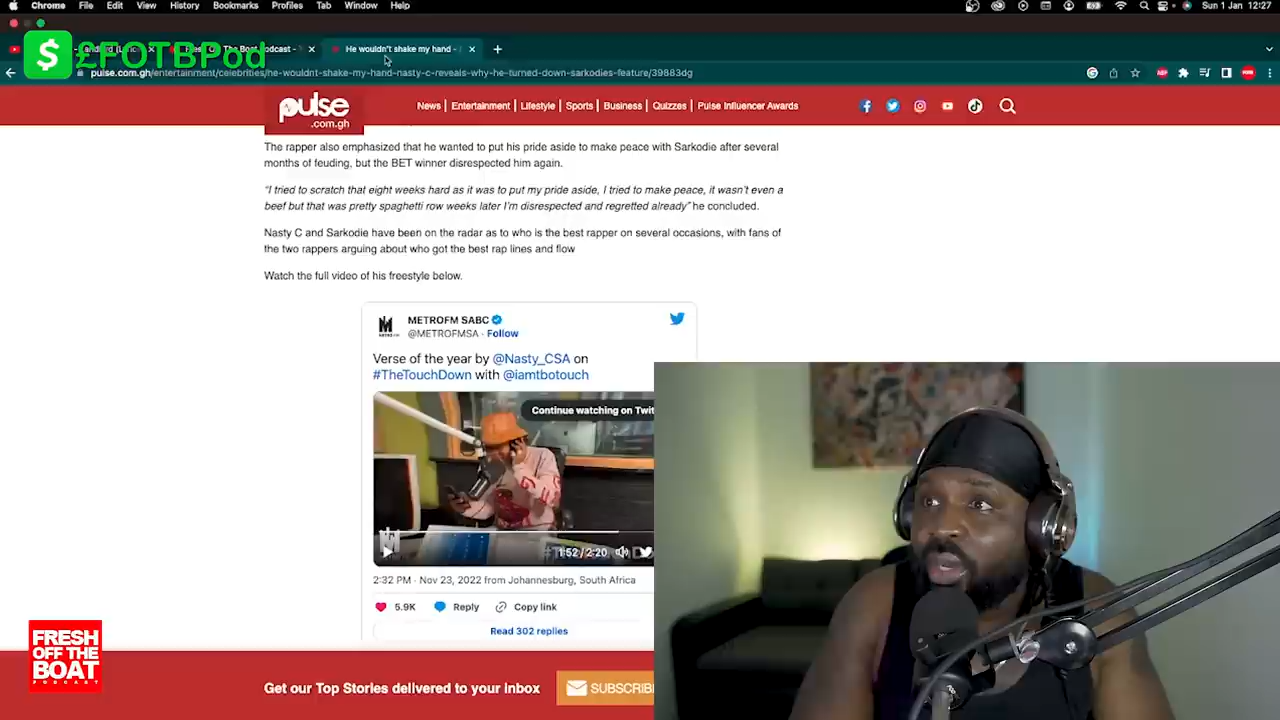 Chrome File Edit View History Bookmarks Profiles Tab Window Help
Sun 1 Jan 12:27
$ £FOTBPod
He wouldn't shake my hand -
pulse.com.gh/entertainment/celebrities/he-wouldnt-shake-my-hand-nasty-c-reveals-why-he-turned-down-sarkodies-feature/39883dg
pulse
.com.gh
News Entertainment Lifestyle Sports Business Quizzes Pulse Influencer Awards
The rapper also emphasized that he wanted to put his pride aside to make peace with Sarkodie after several
months of feuding, but the BET winner disrespected him again.
"I tried to scratch that eight weeks hard as it was to put my pride aside, I tried to make peace, it wasn't even a
beef but that was pretty spaghetti row weeks later I'm disrespected and regretted already" he concluded.
Nasty C and Sarkodie have been on the radar as to who is the best rapper on several occasions, with fans of
the two rappers arguing about who got the best rap lines and flow
Watch the full video of his freestyle below.
METROFM SABC
@METROFMSA · Follow
Verse of the year by @Nasty_CSA on
#TheTouchDown with @iamtbotouch
Continue watching on Twit
1:52 / 2:20
2:32 PM · Nov 23, 2022 from Johannesburg, South Africa
5.9K Reply Copy link
Read 302 replies
FRESH
OFF THE
BOAT
PODCAST
Get our Top Stories delivered to your inbox
SUBSCRIBE